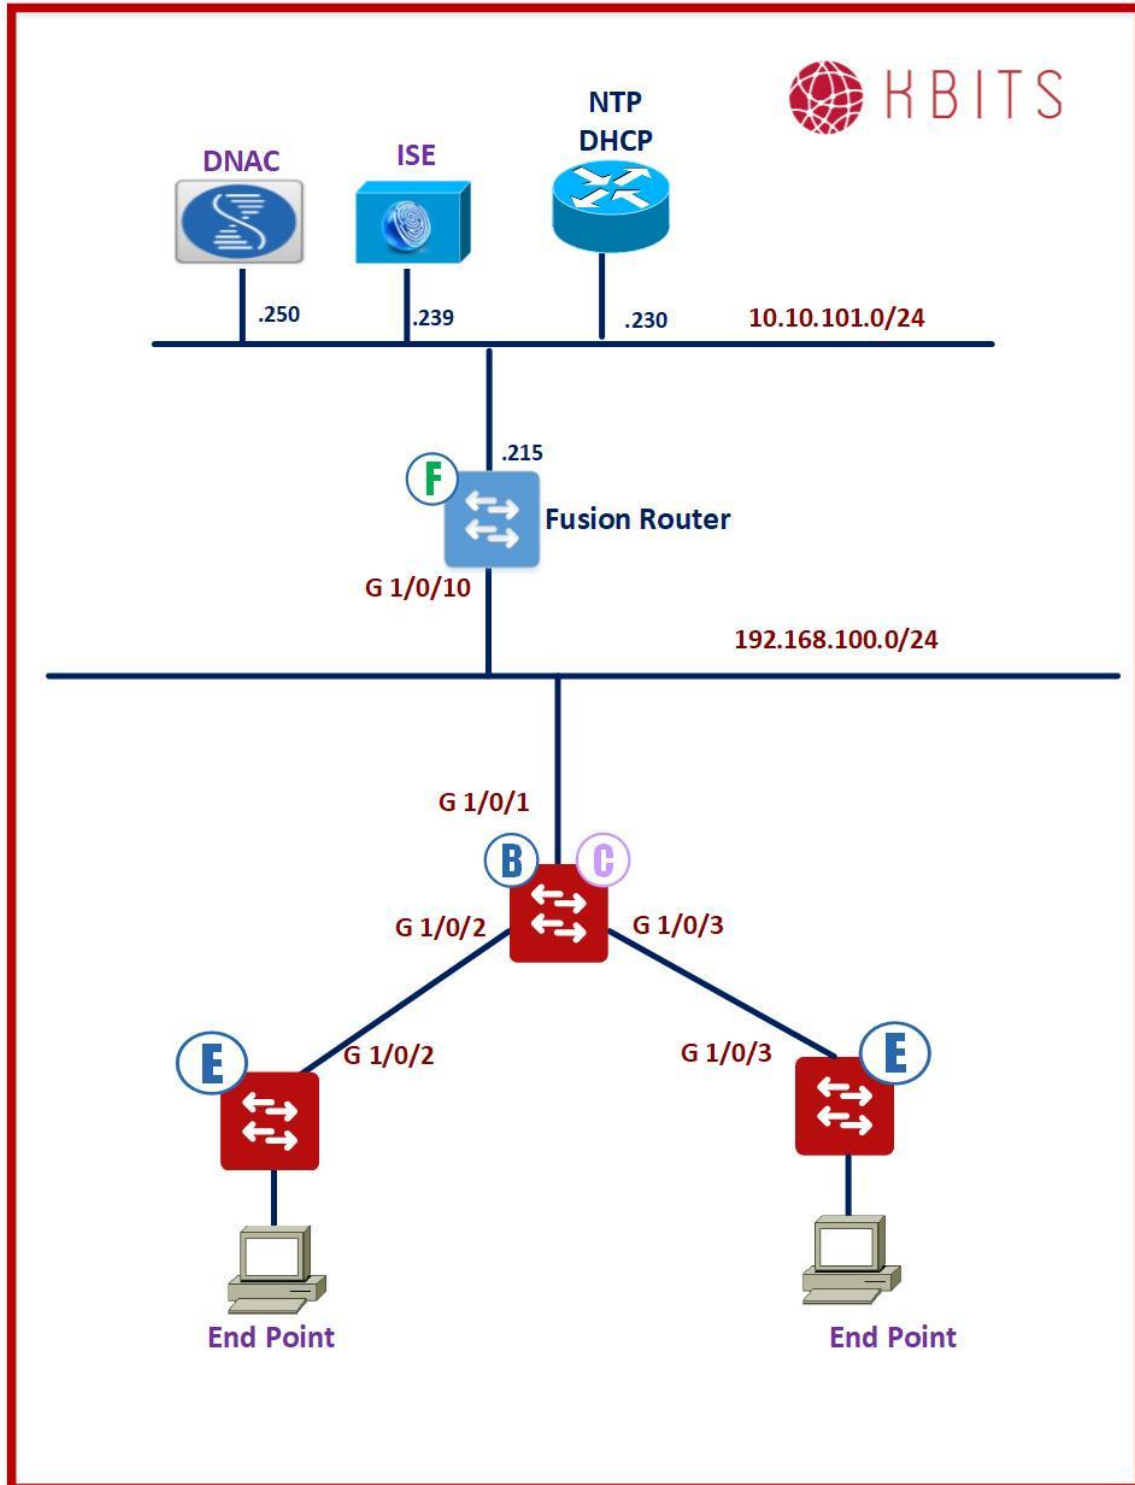 KBITS
NTP
DHCP
DNAC
ISE
.250
.239
.230
10.10.101.0/24
.215
F
Fusion Router
G 1/0/10
192.168.100.0/24
G 1/0/1
B
C
G 1/0/2
G 1/0/3
E
G 1/0/2
G 1/0/3
E
End Point
End Point